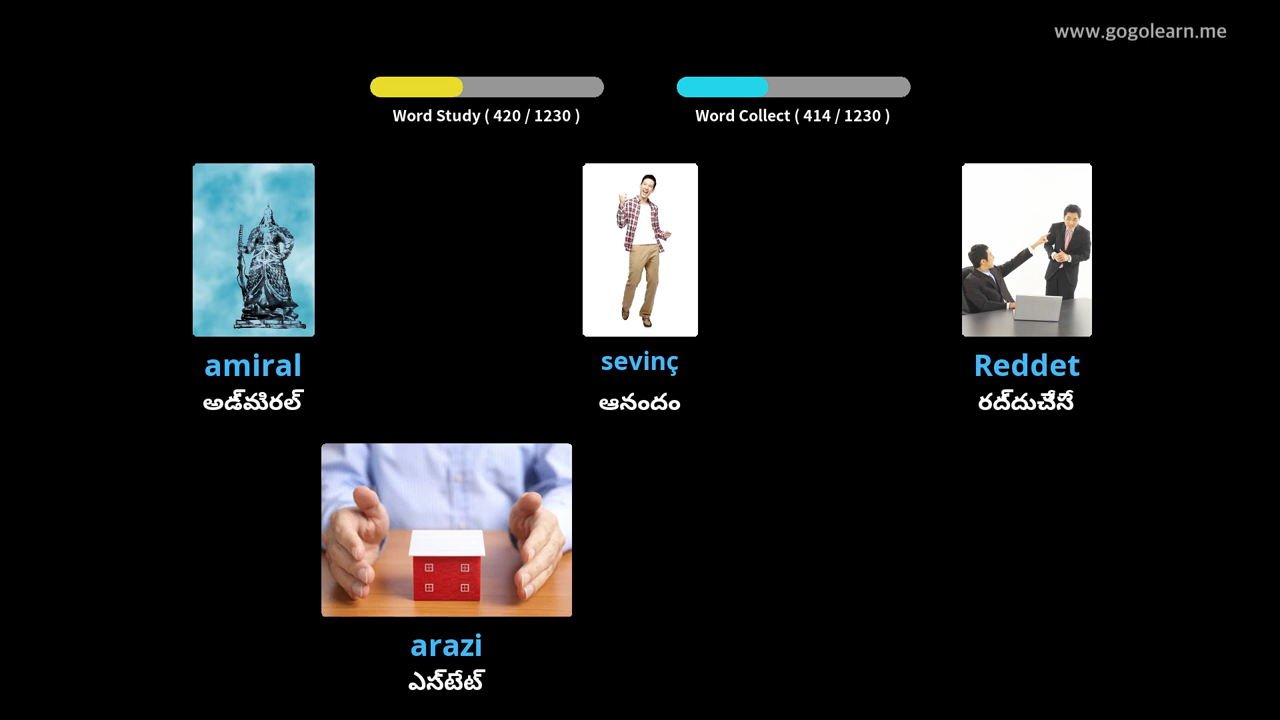 www.gogolearn.me
Word Study ( 420 / 1230 )
Word Collect ( 414 / 1230 )
amiral
అడ్‌మిరల్
sevinç
ఆనందం
Reddet
రద్‌దుచేసే
arazi
ఎస్‌టేట్